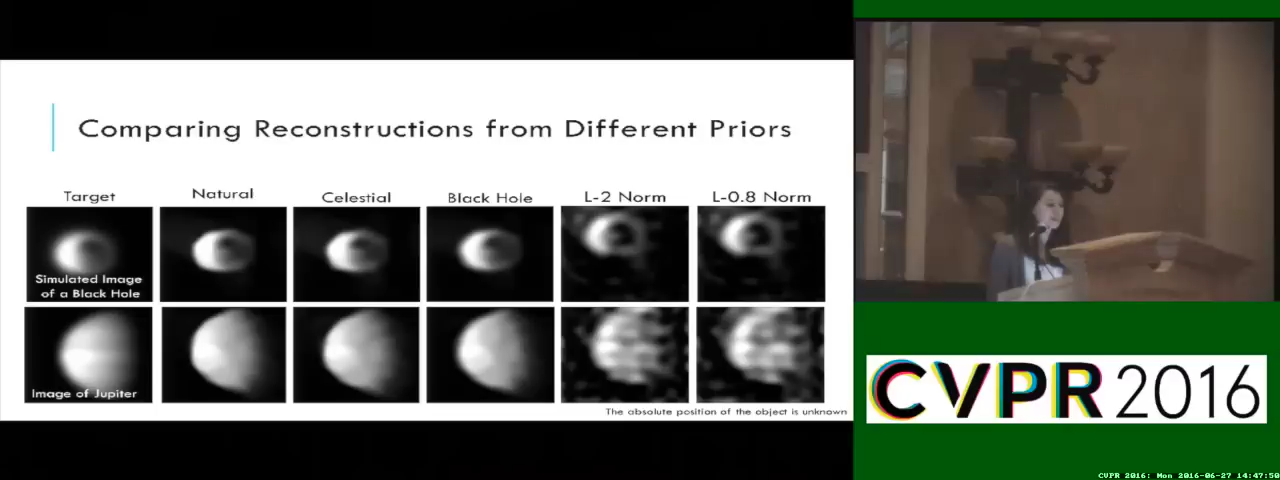 Comparing Reconstructions from Different Priors
Target Natural Celestial Black Hole L-2 Norm L-0.8 Norm
Simulated Image
of a Black Hole
Image of Jupiter
The absolute position of the object is unknown
CVPR 2016
CVPR 2016: Mon 2016-06-27 14:47:50